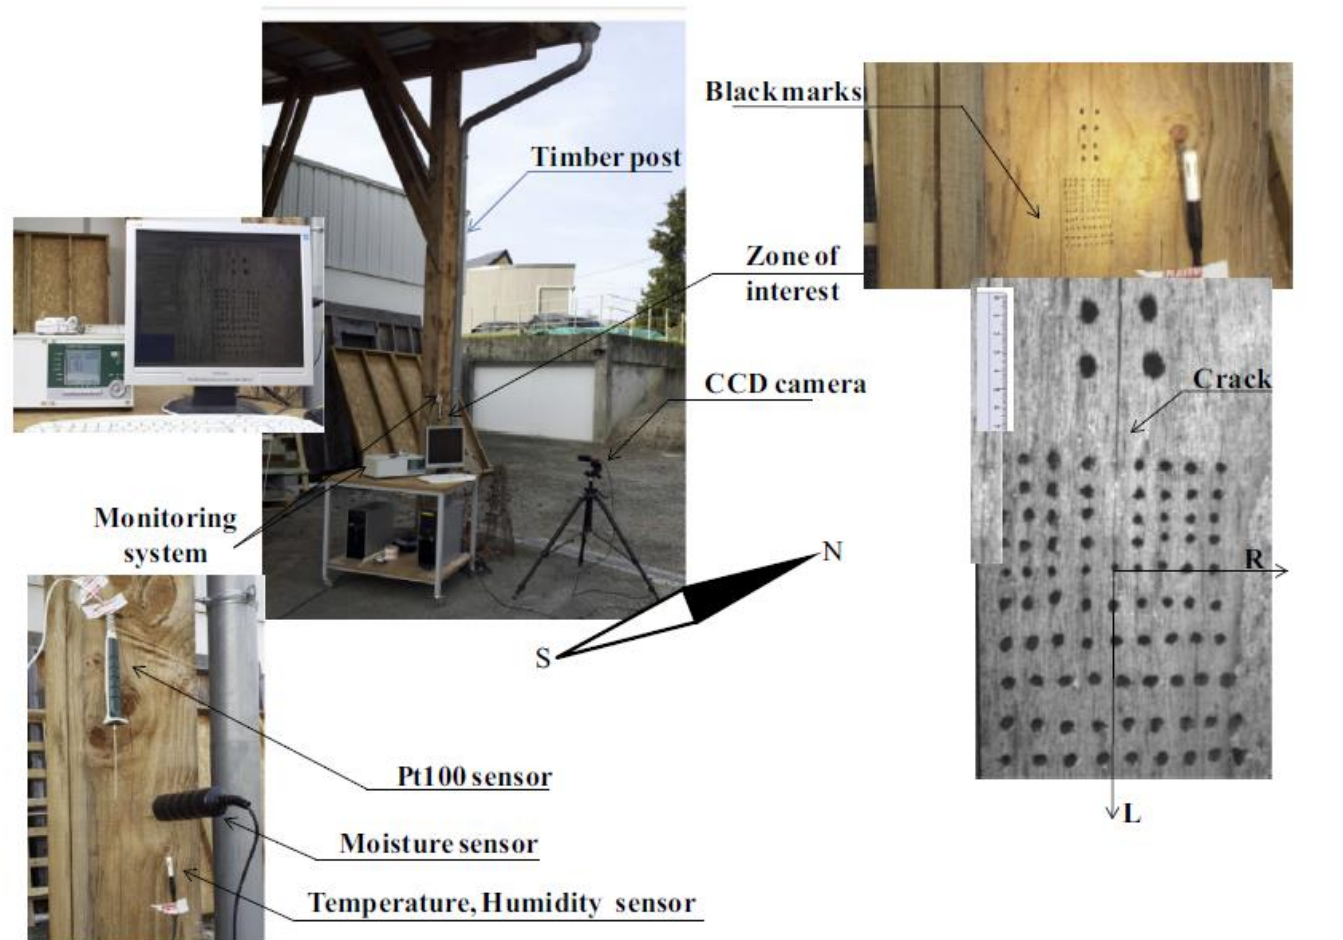 Black marks
Timber post
Zone of
interest
CCD camera
Crack
Monitoring
system
N
R
S
Pt100 sensor
L
Moisture sensor
Temperature, Humidity sensor